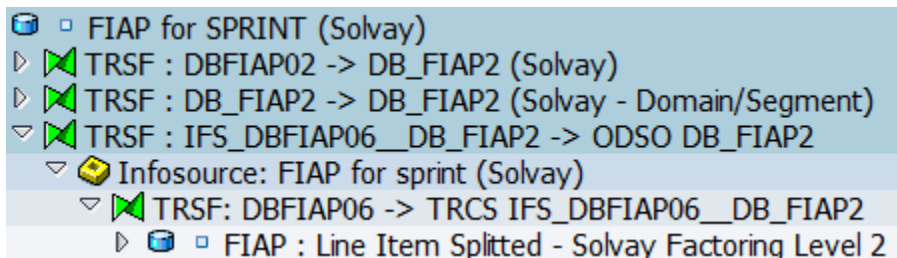 FIAP for SPRINT (Solvay)
TRSF : DBFIAP02 -> DB_FIAP2 (Solvay)
TRSF : DB_FIAP2 -> DB_FIAP2 (Solvay - Domain/Segment)
TRSF : IFS_DBFIAP06__DB_FIAP2 -> ODSO DB_FIAP2
Infosource: FIAP for sprint (Solvay)
TRSF: DBFIAP06 -> TRCS IFS_DBFIAP06__DB_FIAP2
FIAP : Line Item Splitted - Solvay Factoring Level 2